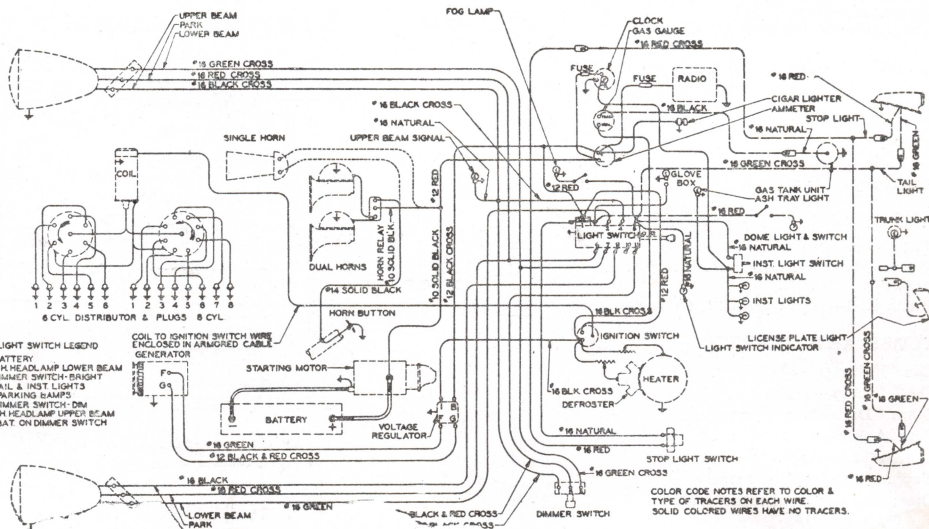 UPPER BEAM
PARK
LOWER BEAM
FOG LAMP
CLOCK
GAS GAUGE
#16 RED CROSS
#16 GREEN CROSS
#16 RED CROSS
#16 BLACK CROSS
FUSE
FUSE
RADIO
#16 RED
#16 BLACK
CIGAR LIGHTER
AMMETER
STOP LIGHT
#16 NATURAL
#16 GREEN
#16 BLACK CROSS
#16 NATURAL
UPPER BEAM SIGNAL
SINGLE HORN
COIL
#12 RED
#12 RED
GLOVE
BOX
#16 GREEN CROSS
GAS TANK UNIT
ASH TRAY LIGHT
TAIL
LIGHT
#16 RED
DOME LIGHT & SWITCH
TRUNK LIGHT
LIGHT SWITCH
DUAL HORNS
HORN RELAY
#10 SOLID BLK
#10 SOLID BLACK
#12 BLACK CROSS
#16 NATURAL
INST. LIGHT SWITCH
#16 NATURAL
#16 NATURAL
INST LIGHTS
#12 RED
#14 SOLID BLACK
HORN BUTTON
1 2 3 4 5 6
1 2 3 4 5 6 7 8
6 CYL. DISTRIBUTOR & PLUGS 8 CYL.
COIL TO IGNITION SWITCH WIRE
ENCLOSED IN ARMORED CABLE
#16 BLK CROSS
IGNITION SWITCH
LICENSE PLATE LIGHT
LIGHT SWITCH INDICATOR
LIGHT SWITCH LEGEND
BATTERY
H. HEADLAMP LOWER BEAM
DIMMER SWITCH-BRIGHT
TAIL & INST. LIGHTS
PARKING LAMPS
DIMMER SWITCH-DIM
H. HEADLAMP UPPER BEAM
BAT. ON DIMMER SWITCH
GENERATOR
F
G
STARTING MOTOR
BATTERY
B
F G
VOLTAGE
REGULATOR
HEATER
DEFROSTER
#16 BLK CROSS
#16 RED CROSS
#16 GREEN CROSS
#16 GREEN
#16 RED
#16 GREEN
#12 BLACK & RED CROSS
#16 NATURAL
#16 RED
STOP LIGHT SWITCH
#16 GREEN CROSS
DIMMER SWITCH
#16 BLACK
#16 RED CROSS
#16 GREEN
LOWER BEAM
PARK
BLACK & RED CROSS
COLOR CODE NOTES REFER TO COLOR &
TYPE OF TRACERS ON EACH WIRE.
SOLID COLORED WIRES HAVE NO TRACERS.